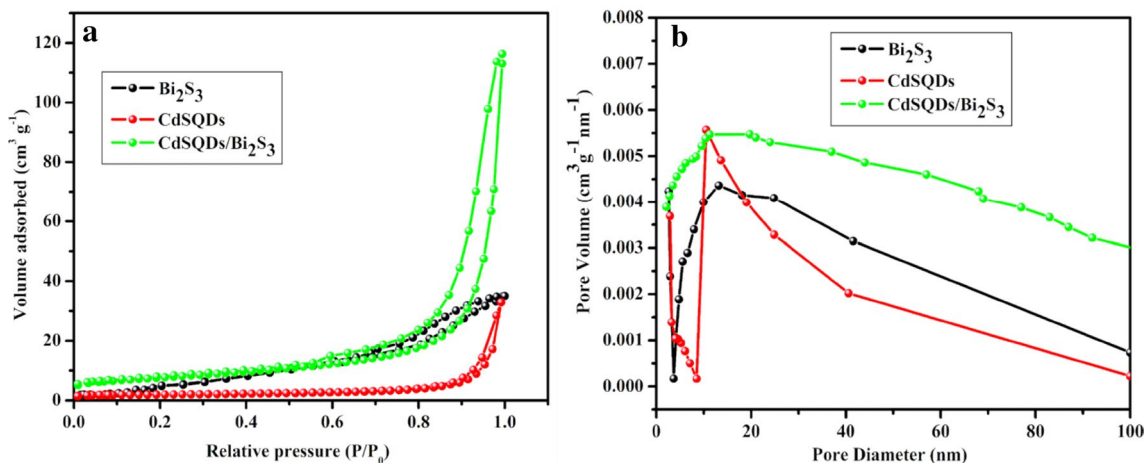 a
Volume adsorbed (cm³ g⁻¹)
120
100
80
60
40
20
0
Bi₂S₃
CdSQDs
CdSQDs/Bi₂S₃
0.0 0.2 0.4 0.6 0.8 1.0
Relative pressure (P/P₀)
b
Pore Volume (cm³g⁻¹nm⁻¹)
0.008
0.007
0.006
0.005
0.004
0.003
0.002
0.001
0.000
Bi₂S₃
CdSQDs
CdSQDs/Bi₂S₃
0 20 40 60 80 100
Pore Diameter (nm)